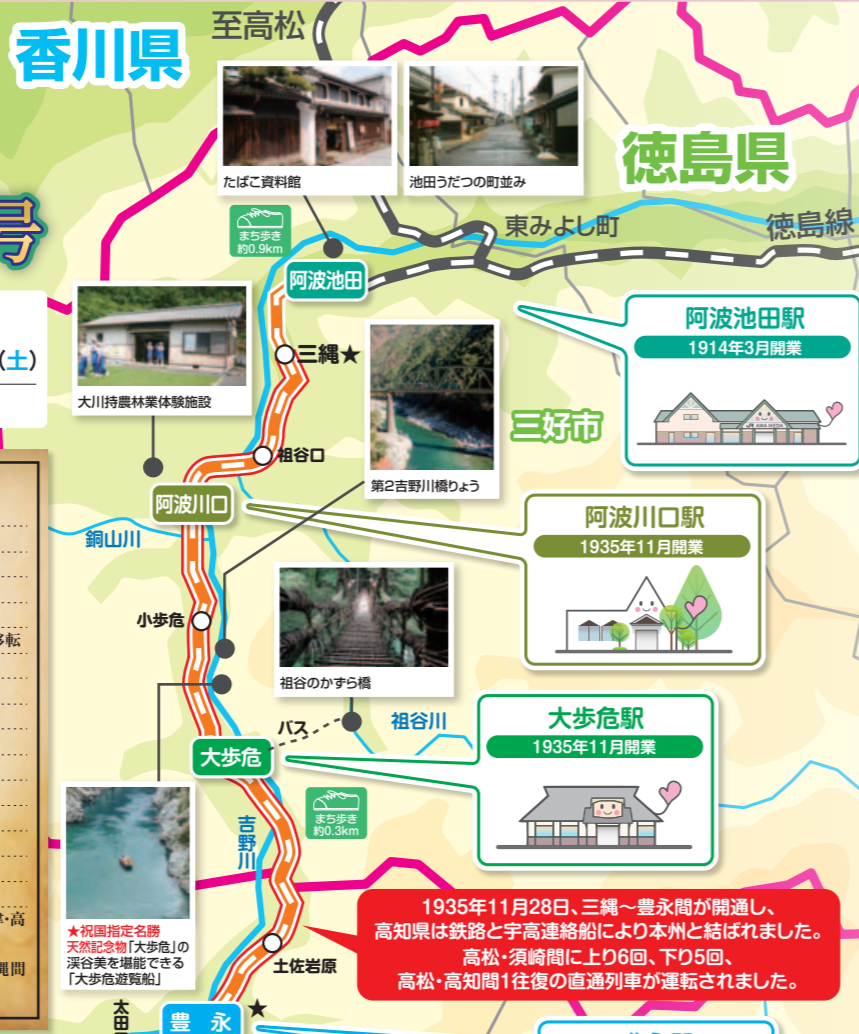 至高松
香川県
たばこ資料館
池田うだつの町並み
徳島県
号
まち歩き
約0.9km
東みよし町
徳島線
阿波池田
(土)
三縄★
大川持農林業体験施設
阿波池田駅
1914年3月開業
JR AWA IKEDA
三好市
祖谷口
第2吉野川橋りょう
阿波川口
阿波川口駅
1935年11月開業
銅山川
小歩危
移転
祖谷のかずら橋
バス
祖谷川
大歩危
大歩危駅
1935年11月開業
まち歩き
約0.3km
吉野川
★祝国指定名勝
天然記念物「大歩危」の
渓谷美を堪能できる
「大歩危遊覧船」
1935年11月28日、三縄〜豊永間が開通し、
高知県は鉄路と宇高連絡船により本州と結ばれました。
高松・須崎間に上り6回、下り5回、
高松・高知間1往復の直通列車が運転されました。
・高
縄間
土佐岩原
太田
豊永
★